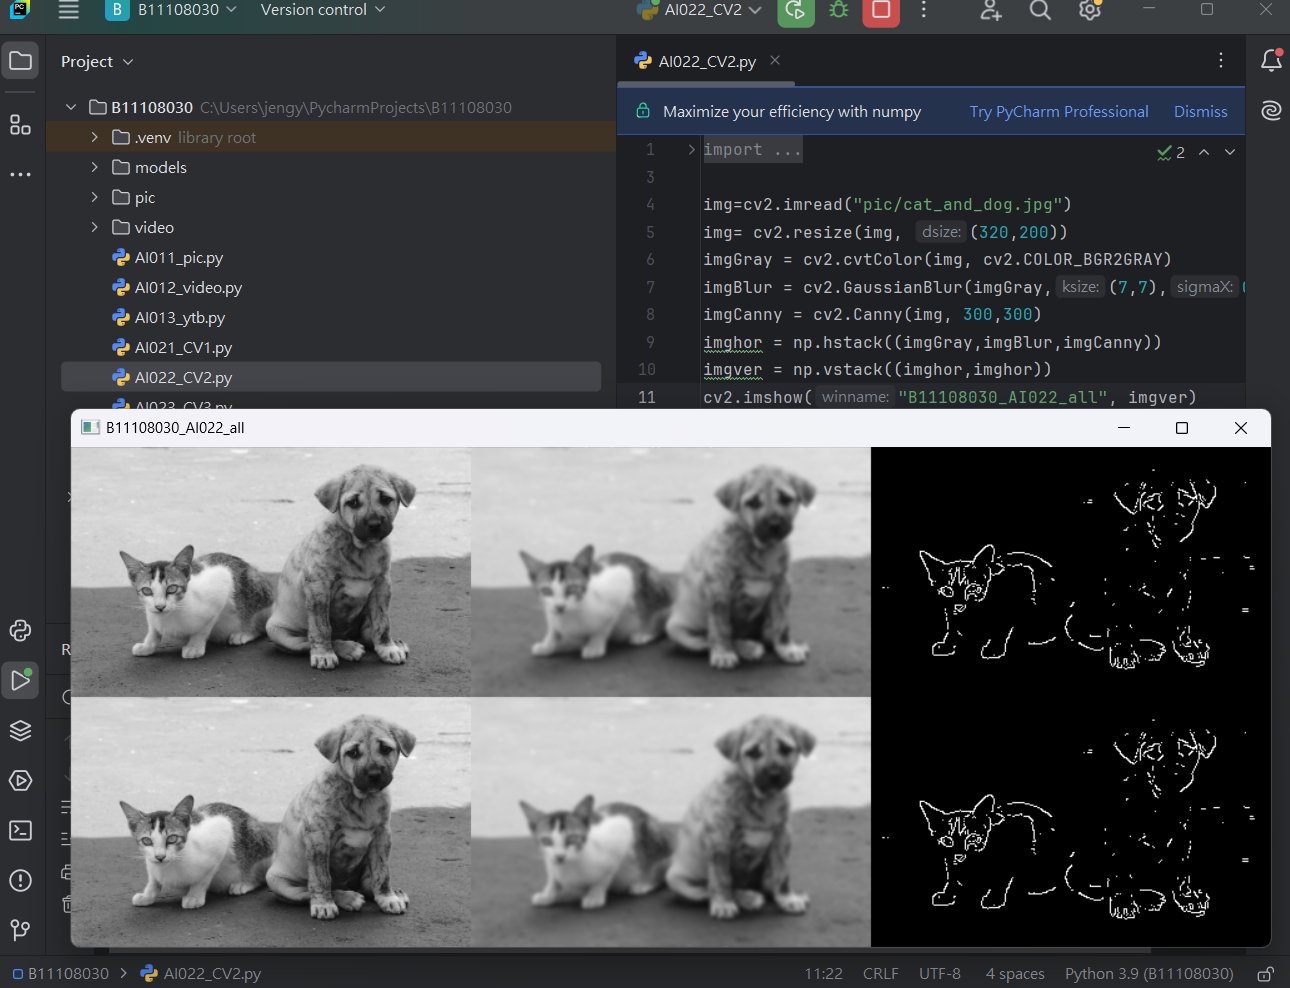 PC
B B11108030 Version control AI022_CV2
Project
B11108030 C:\Users\jengy\PycharmProjects\B11108030
.venv library root
models
pic
video
AI011_pic.py
AI012_video.py
AI013_ytb.py
AI021_CV1.py
AI022_CV2.py
AI023_CV3.py
AI022_CV2.py
Maximize your efficiency with numpy Try PyCharm Professional Dismiss
1 import ... 2
3
4 img=cv2.imread("pic/cat_and_dog.jpg")
5 img= cv2.resize(img, dsize: (320,200))
6 imgGray = cv2.cvtColor(img, cv2.COLOR_BGR2GRAY)
7 imgBlur = cv2.GaussianBlur(imgGray, ksize: (7,7), sigmaX:
8 imgCanny = cv2.Canny(img, 300,300)
9 imghor = np.hstack((imgGray,imgBlur,imgCanny))
10 imgver = np.vstack((imghor,imghor))
11 cv2.imshow( winname: "B11108030_AI022_all", imgver)
B11108030_AI022_all
R
B11108030 > AI022_CV2.py 11:22 CRLF UTF-8 4 spaces Python 3.9 (B11108030)